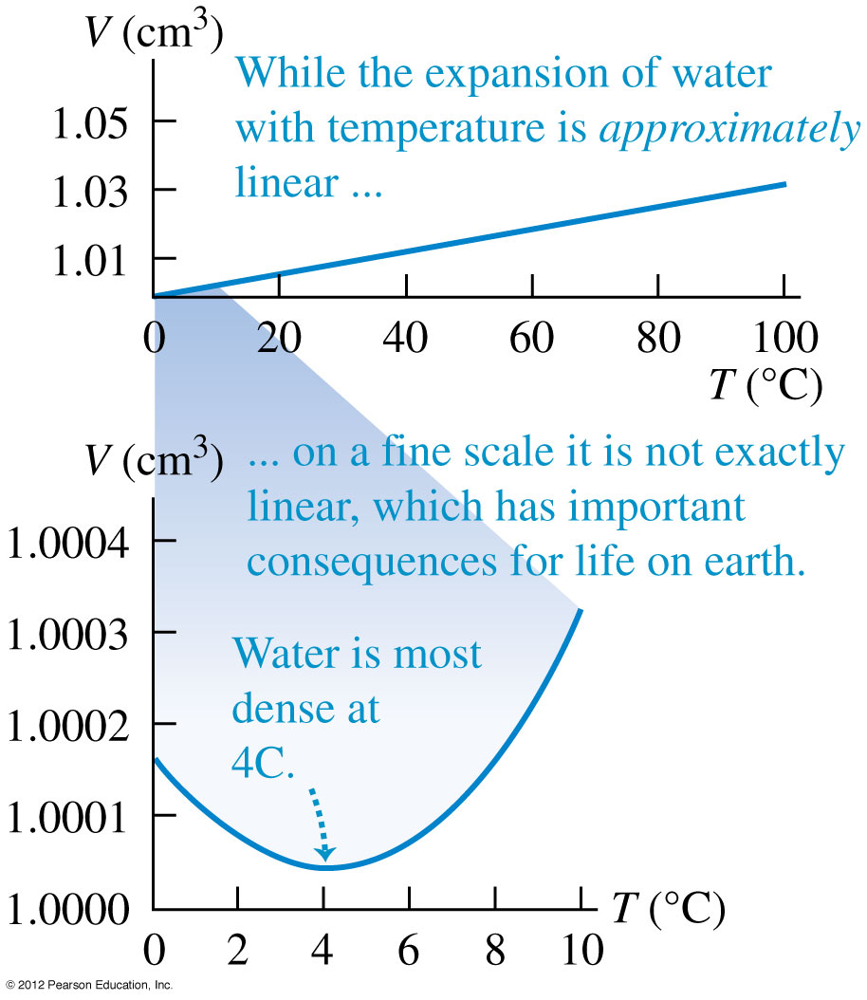 V (cm³)
While the expansion of water
with temperature is approximately
linear ...
1.05
1.03
1.01
0 20 40 60 80 100
T (°C)
V (cm³)
... on a fine scale it is not exactly
linear, which has important
consequences for life on earth.
1.0004
1.0003
Water is most
dense at
4C.
1.0002
1.0001
1.0000
T (°C)
0 2 4 6 8 10
© 2012 Pearson Education, Inc.